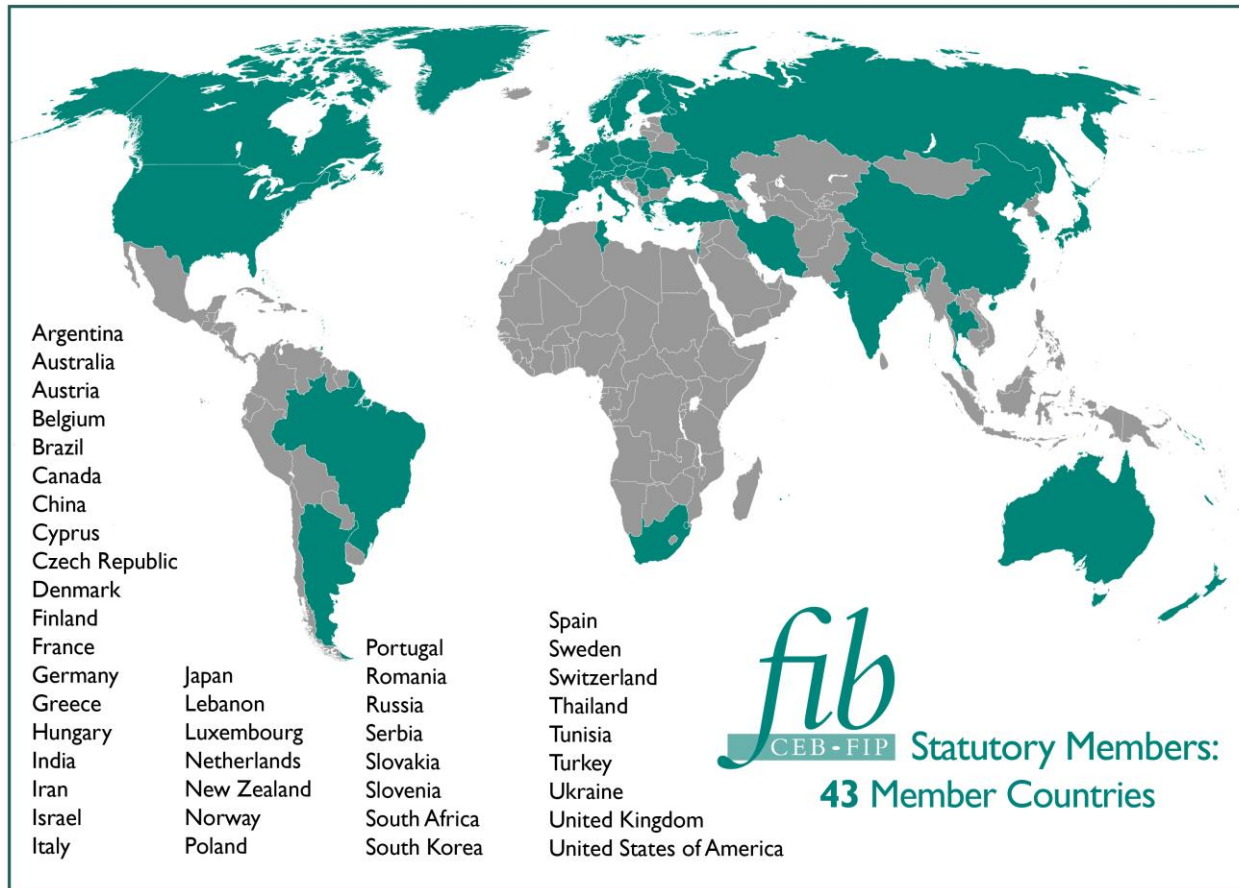 Argentina
Australia
Austria
Belgium
Brazil
Canada
China
Cyprus
Czech Republic
Denmark
Finland
France
Germany
Greece
Hungary
India
Iran
Israel
Italy
Japan
Lebanon
Luxembourg
Netherlands
New Zealand
Norway
Poland
Portugal
Romania
Russia
Serbia
Slovakia
Slovenia
South Africa
South Korea
Spain
Sweden
Switzerland
Thailand
Tunisia
Turkey
Ukraine
United Kingdom
United States of America
fib
CEB-FIP
Statutory Members:
43 Member Countries